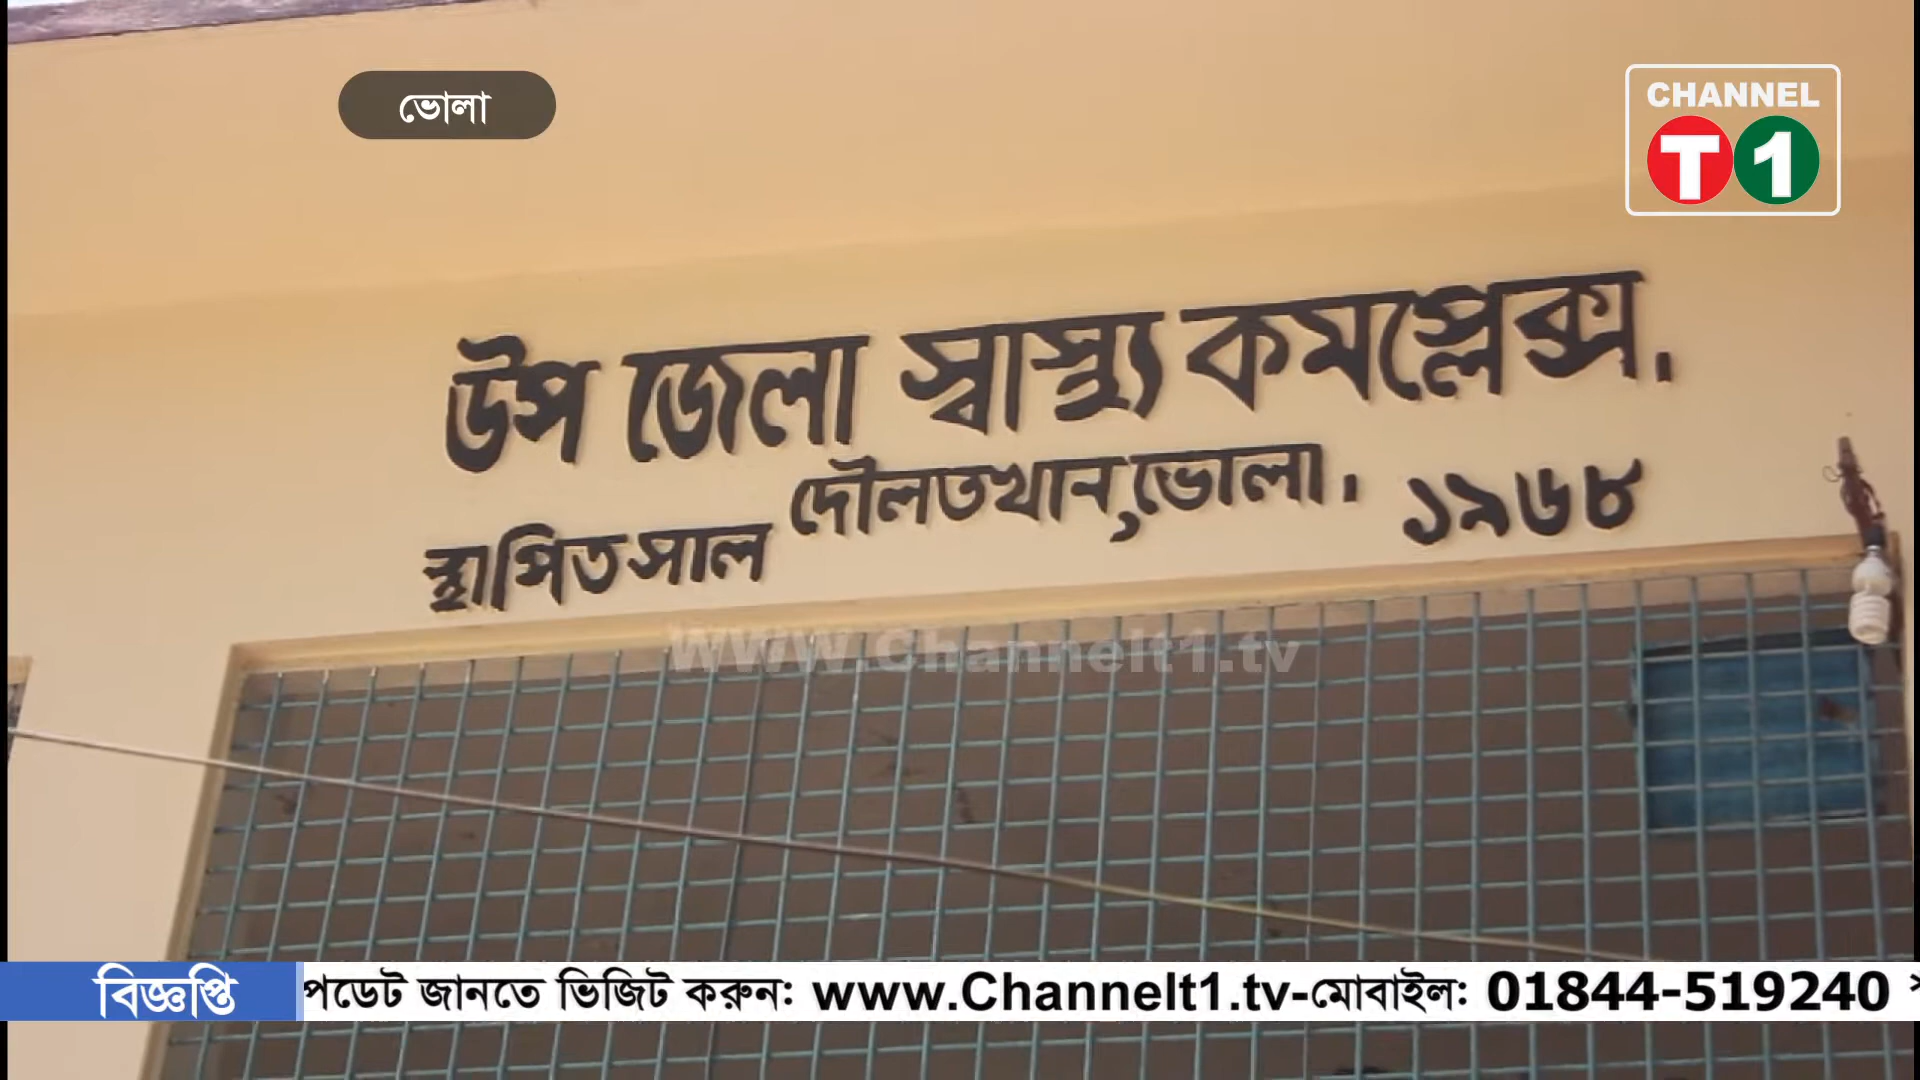 ভোলা
CHANNEL
T1
উপ জেলা স্বাস্থ্য কমপ্লেক্স.
দৌলতখান,ভোলা.
স্থাপিত সাল ১৯৬৮
www.Channelt1.tv
বিজ্ঞপ্তি পডেট জানতে ভিজিট করুন: www.Channelt1.tv-মোবাইল: 01844-519240